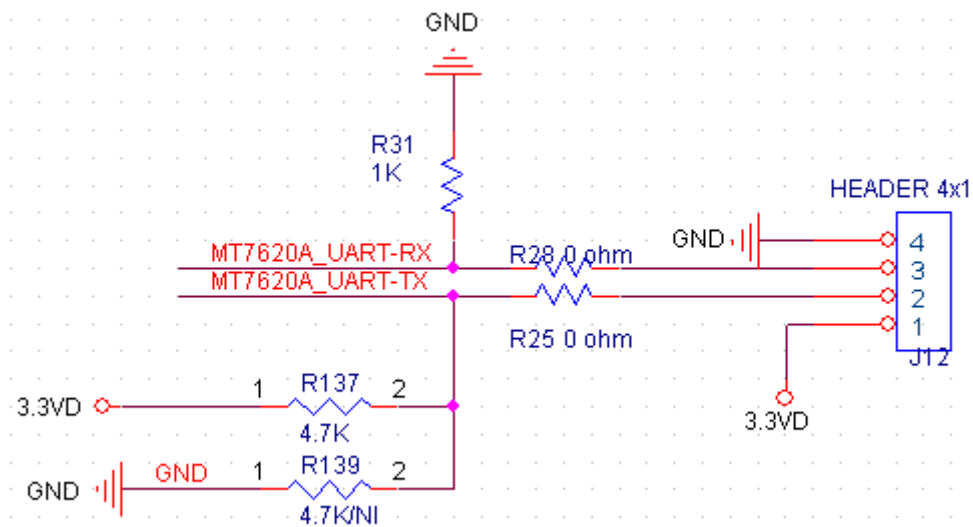 GND
R31
1K
HEADER 4x1
MT7620A_UART-RX
R28 0 ohm
GND
4
3
MT7620A_UART-TX
2
R25 0 ohm
1
J12
3.3VD
1
R137
2
3.3VD
4.7K
GND
GND
1
R139
2
4.7K/NI